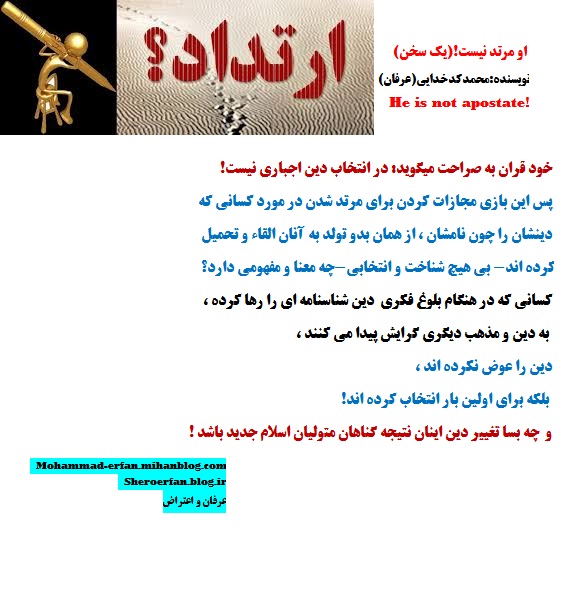 ارتداد؟
او مرتد نیست!(یک سخن)
نویسنده:محمدکدخدایی(عرفان)
He is not apostate!
خود قران به صراحت میگوید: در انتخاب دین اجباری نیست!
پس این بازی مجازات کردن برای مرتد شدن در مورد کسانی که
دینشان را چون نامشان ، از همان بدو تولد به آنان القاء و تحمیل
کرده اند- بی هیچ شناخت و انتخابی-چه معنا و مفهومی دارد؟
کسانی که در هنگام بلوغ فکری دین شناسنامه ای را رها کرده ،
به دین و مذهب دیگری گرایش پیدا می کنند ،
دین را عوض نکرده اند ،
بلکه برای اولین بار انتخاب کرده اند!
و چه بسا تغییر دین اینان نتیجه گناهان متولیان اسلام جدید باشد !
Mohammad-erfan.mihanblog.com
Sheroerfan.blog.ir
عرفان و اعتراض